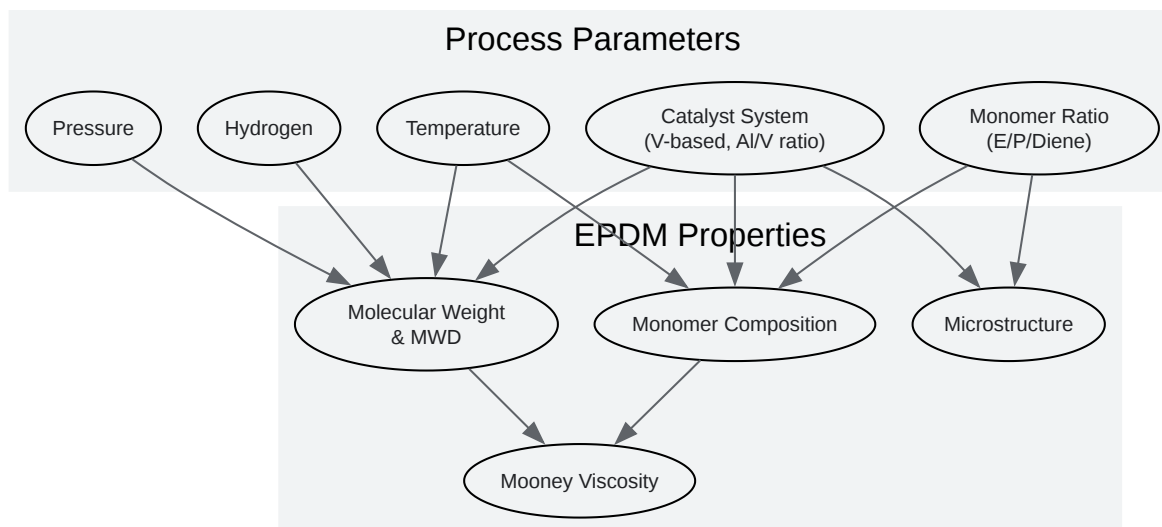 Process Parameters
Pressure
Hydrogen
Temperature
Catalyst System
(V-based, Al/V ratio)
Monomer Ratio
(E/P/Diene)
EPDM Properties
Molecular Weight
& MWD
Monomer Composition
Microstructure
Mooney Viscosity